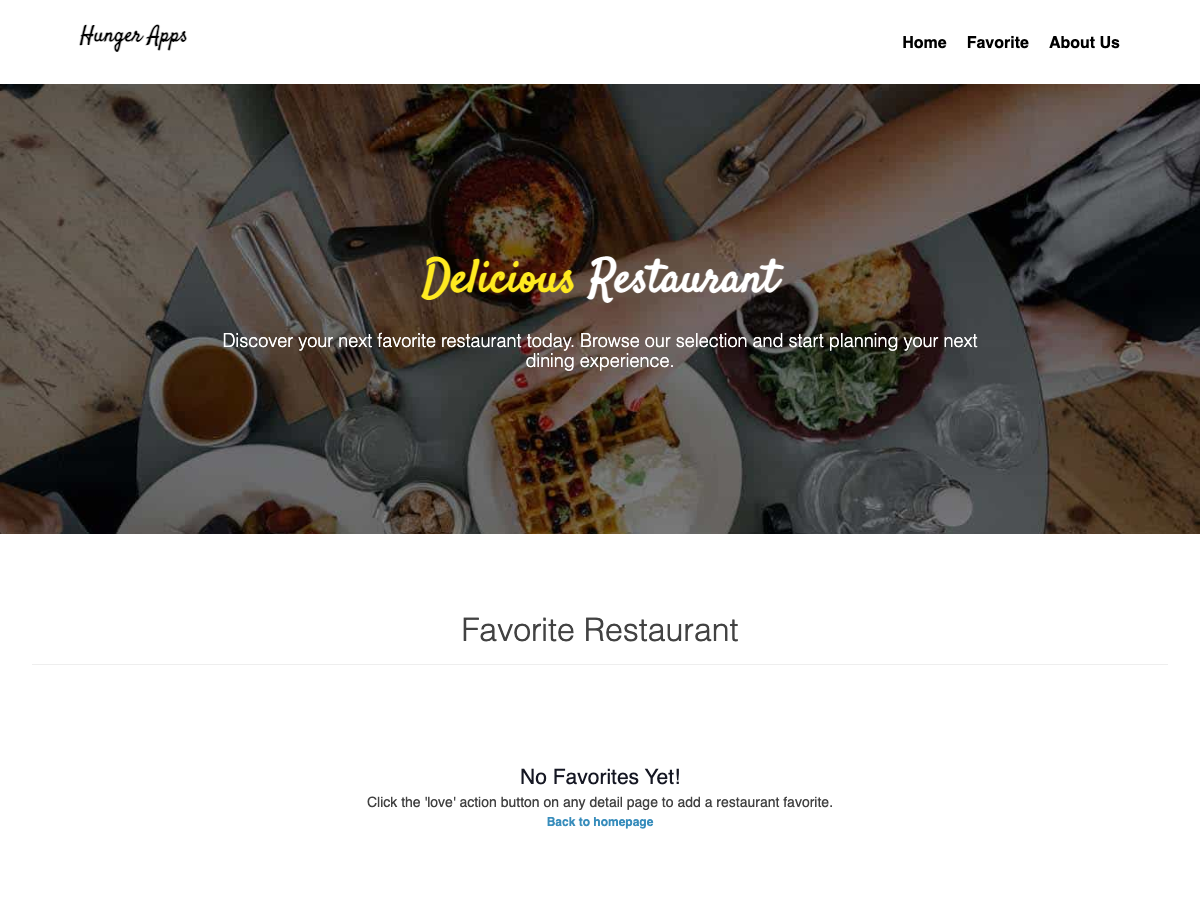 Hunger Apps
Home Favorite About Us
Delicious Restaurant
Discover your next favorite restaurant today. Browse our selection and start planning your next
dining experience.
Favorite Restaurant
No Favorites Yet!
Click the 'love' action button on any detail page to add a restaurant favorite.
Back to homepage